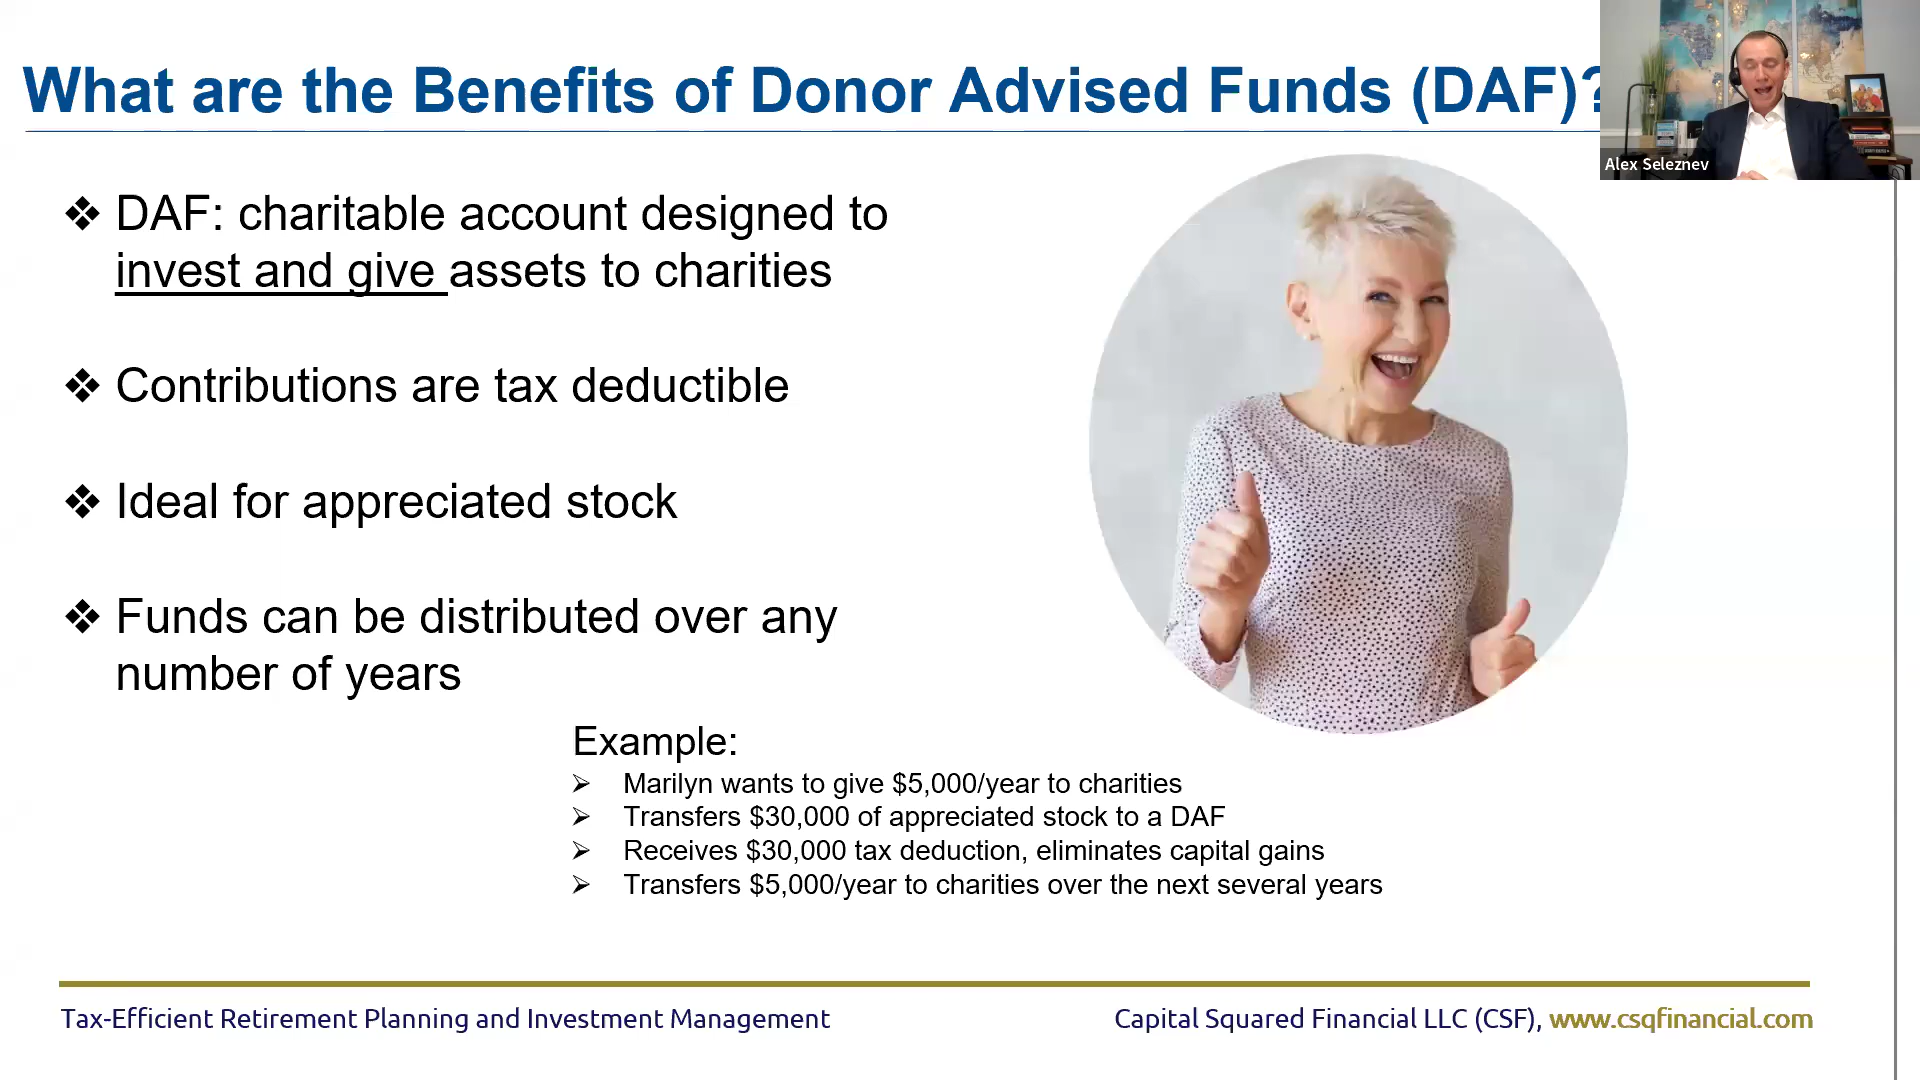 What are the Benefits of Donor Advised Funds (DAF)?
Alex Seleznev
❖ DAF: charitable account designed to
invest and give assets to charities
❖ Contributions are tax deductible
❖ Ideal for appreciated stock
❖ Funds can be distributed over any
number of years
Example:
➢ Marilyn wants to give $5,000/year to charities
➢ Transfers $30,000 of appreciated stock to a DAF
➢ Receives $30,000 tax deduction, eliminates capital gains
➢ Transfers $5,000/year to charities over the next several years
Tax-Efficient Retirement Planning and Investment Management
Capital Squared Financial LLC (CSF), www.csqfinancial.com